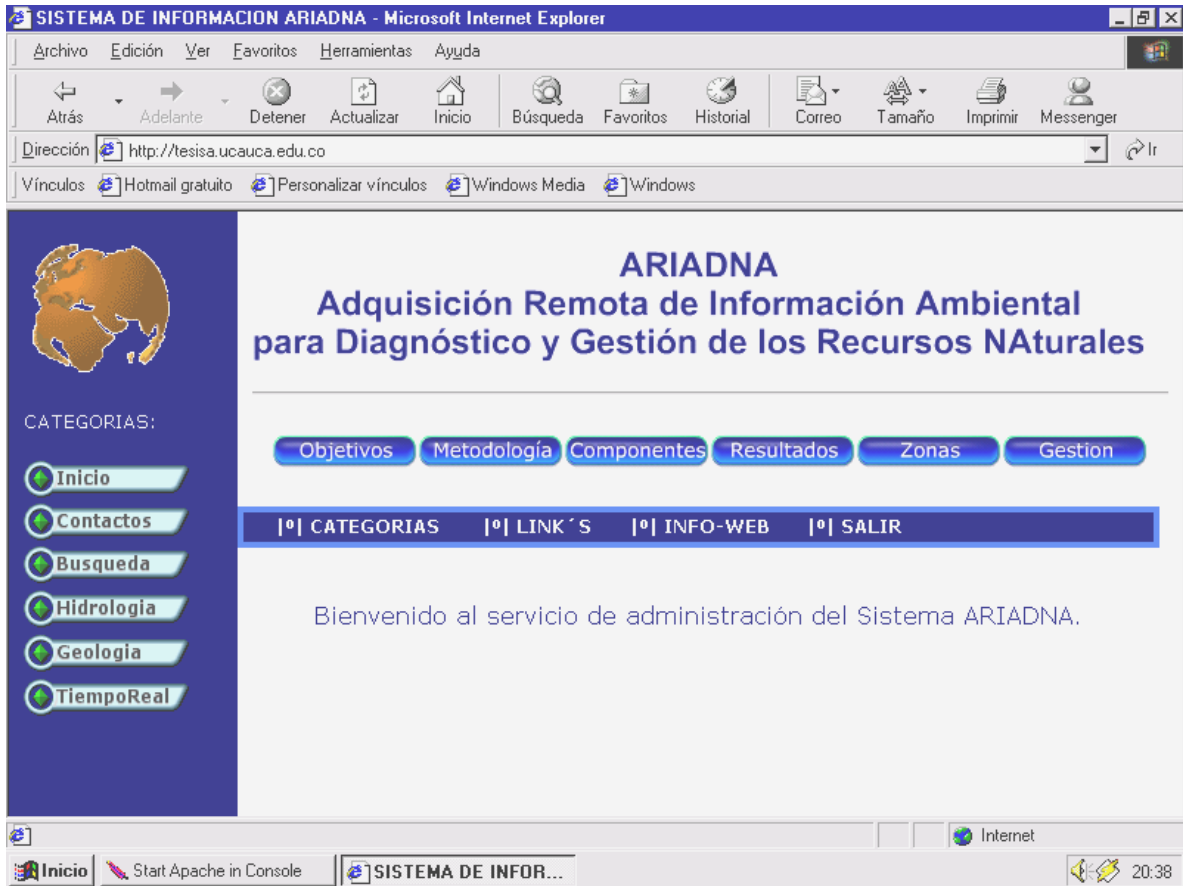 SISTEMA DE INFORMACION ARIADNA - Microsoft Internet Explorer
Archivo Edición Ver Favoritos Herramientas Ayuda
Atrás Adelante Detener Actualizar Inicio Búsqueda Favoritos Historial Correo Tamaño Imprimir Messenger
Dirección http://tesisa.ucauca.edu.co Ir
Vínculos Hotmail gratuito Personalizar vínculos Windows Media Windows
ARIADNA
Adquisición Remota de Información Ambiental
para Diagnóstico y Gestión de los Recursos NAturales
CATEGORIAS:
Objetivos Metodología Componentes Resultados Zonas Gestion
Inicio
Contactos
Busqueda
Hidrologia
Geologia
TiempoReal
|º| CATEGORIAS |º| LINK´S |º| INFO-WEB |º| SALIR
Bienvenido al servicio de administración del Sistema ARIADNA.
Internet
Inicio Start Apache in Console SISTEMA DE INFOR... 20:38